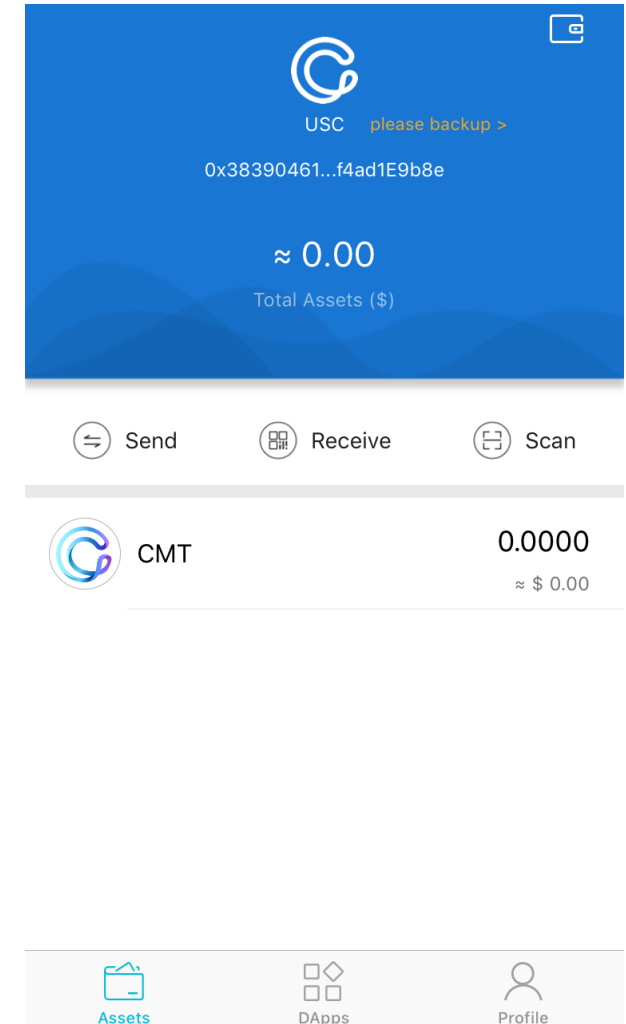 USC please backup >
0x38390461...f4ad1E9b8e
≈ 0.00
Total Assets ($)
Send Receive Scan
CMT 0.0000
≈ $ 0.00
Assets DApps Profile